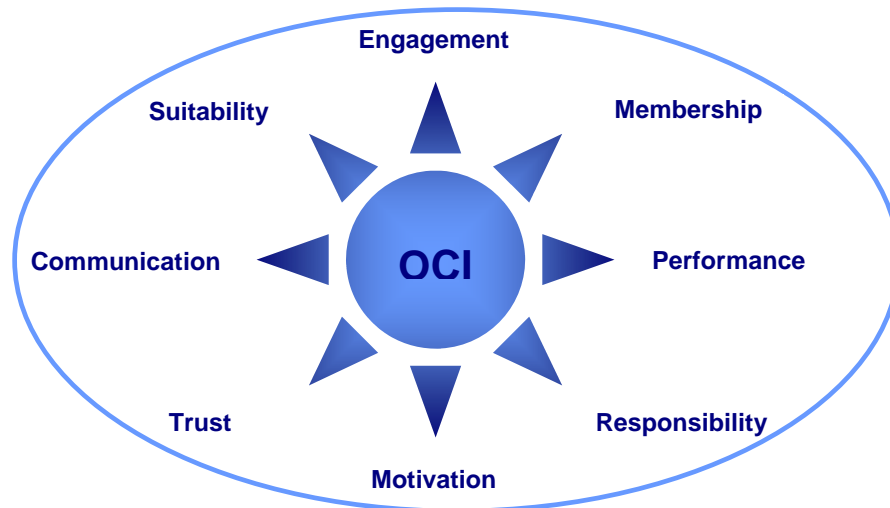 Engagement
Suitability
Membership
Communication
OCI
Performance
Trust
Responsibility
Motivation